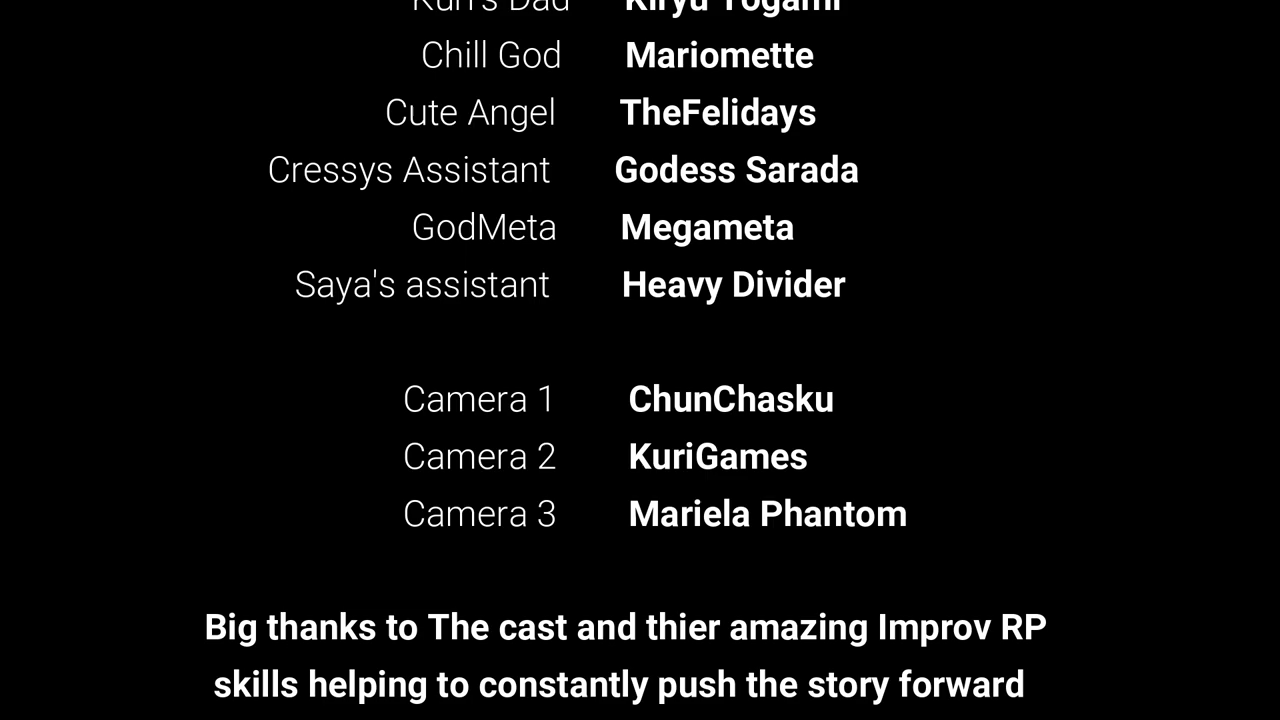 Kiryu Togami
Chill God Mariomette
Cute Angel TheFelidays
Cressys Assistant Godess Sarada
GodMeta Megameta
Saya's assistant Heavy Divider
Camera 1 ChunChasku
Camera 2 KuriGames
Camera 3 Mariela Phantom
Big thanks to The cast and thier amazing Improv RP
skills helping to constantly push the story forward